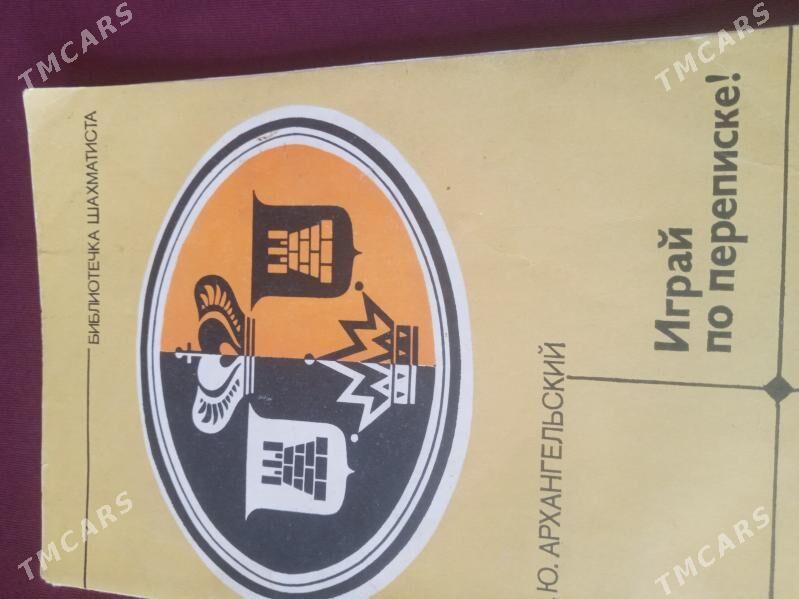 БИБЛИОТЕЧКА ШАХМАТИСТА
Ю. АРХАНГЕЛЬСКИЙ
Играй
по переписке!
TMCARS
TMCARS
TMCARS
TMCARS